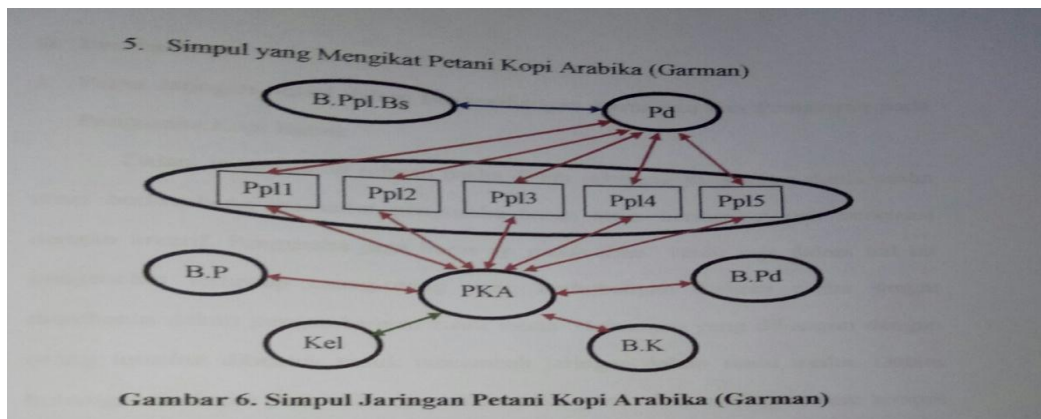 5. Simpul yang Mengikat Petani Kopi Arabika (Garman)
B.Ppl.Bs
Pd
Ppl1
Ppl2
Ppl3
Ppl4
Ppl5
B.P
PKA
B.Pd
Kel
B.K
Gambar 6. Simpul Jaringan Petani Kopi Arabika (Garman)